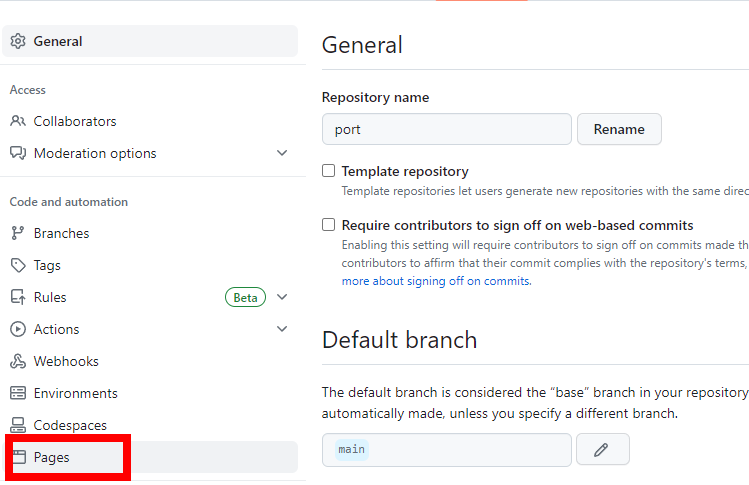 General
Access
Collaborators
Moderation options
Code and automation
Branches
Tags
Rules Beta
Actions
Webhooks
Environments
Codespaces
Pages
General
Repository name
port Rename
Template repository
Template repositories let users generate new repositories with the same direc
Require contributors to sign off on web-based commits
Enabling this setting will require contributors to sign off on commits made th
contributors to affirm that their commit complies with the repository's terms,
more about signing off on commits.
Default branch
The default branch is considered the “base” branch in your repository
automatically made, unless you specify a different branch.
main